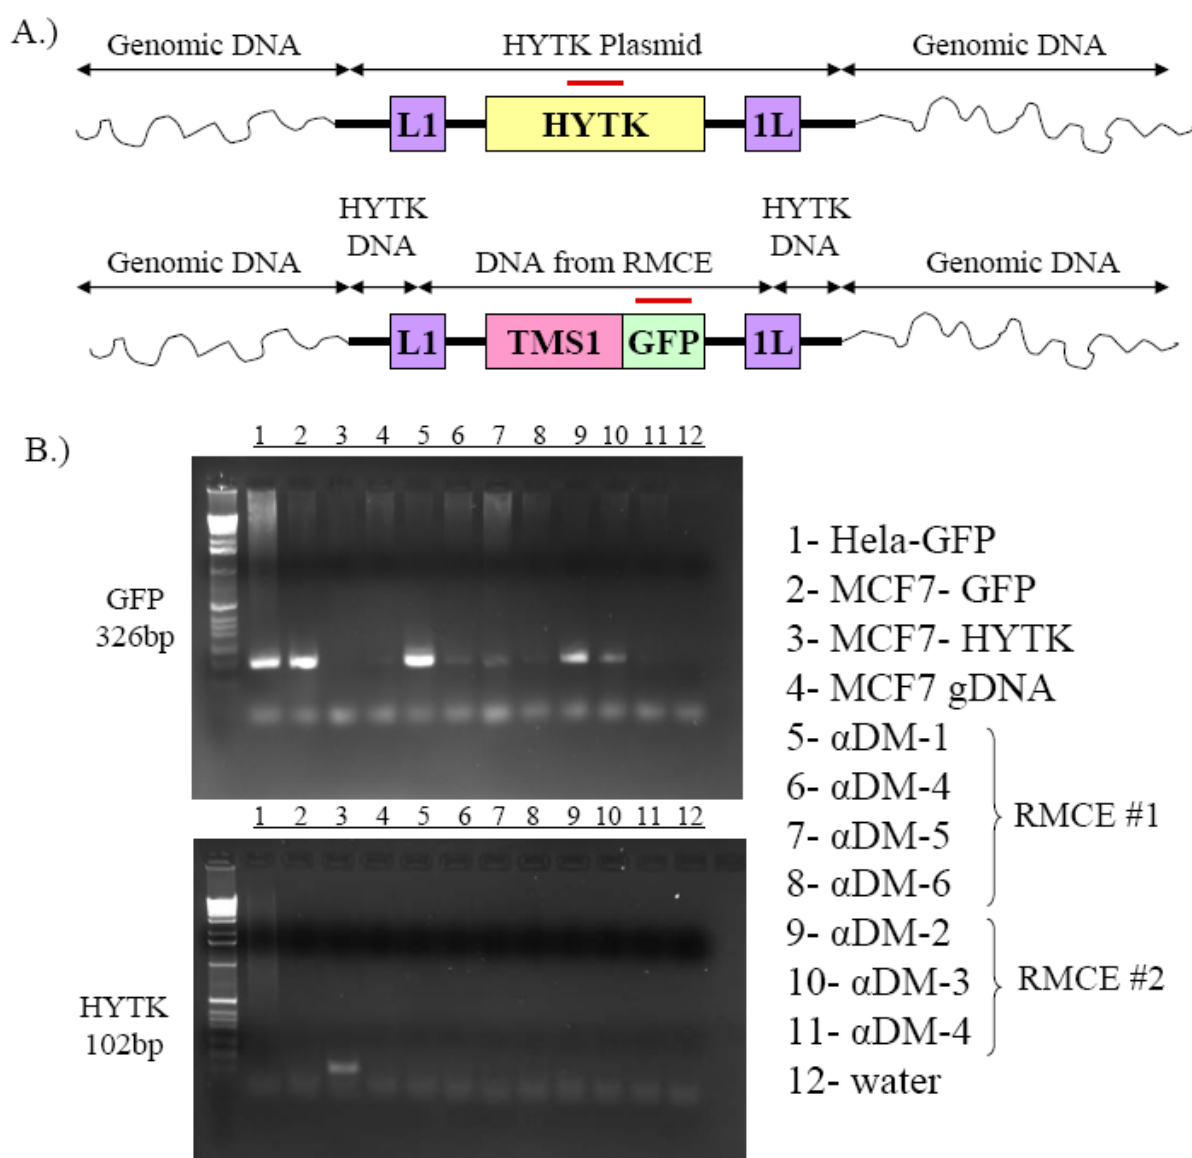 A.)
Genomic DNA
HYTK Plasmid
Genomic DNA
L1
HYTK
1L
HYTK
DNA
HYTK
DNA
Genomic DNA
DNA from RMCE
Genomic DNA
L1
TMS1
GFP
1L
B.)
1 2 3 4 5 6 7 8 9 10 11 12
GFP
326bp
1 2 3 4 5 6 7 8 9 10 11 12
HYTK
102bp
1- Hela-GFP
2- MCF7- GFP
3- MCF7- HYTK
4- MCF7 gDNA
5- αDM-1
6- αDM-4
7- αDM-5
8- αDM-6
RMCE #1
9- αDM-2
10- αDM-3
11- αDM-4
RMCE #2
12- water